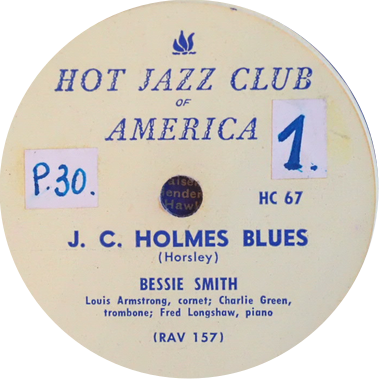 HOT JAZZ CLUB
OF
AMERICA
1.
P.30.
HC 67
J. C. HOLMES BLUES
(Horsley)
BESSIE SMITH
Louis Armstrong, cornet; Charlie Green,
trombone; Fred Longshaw, piano
(RAV 157)